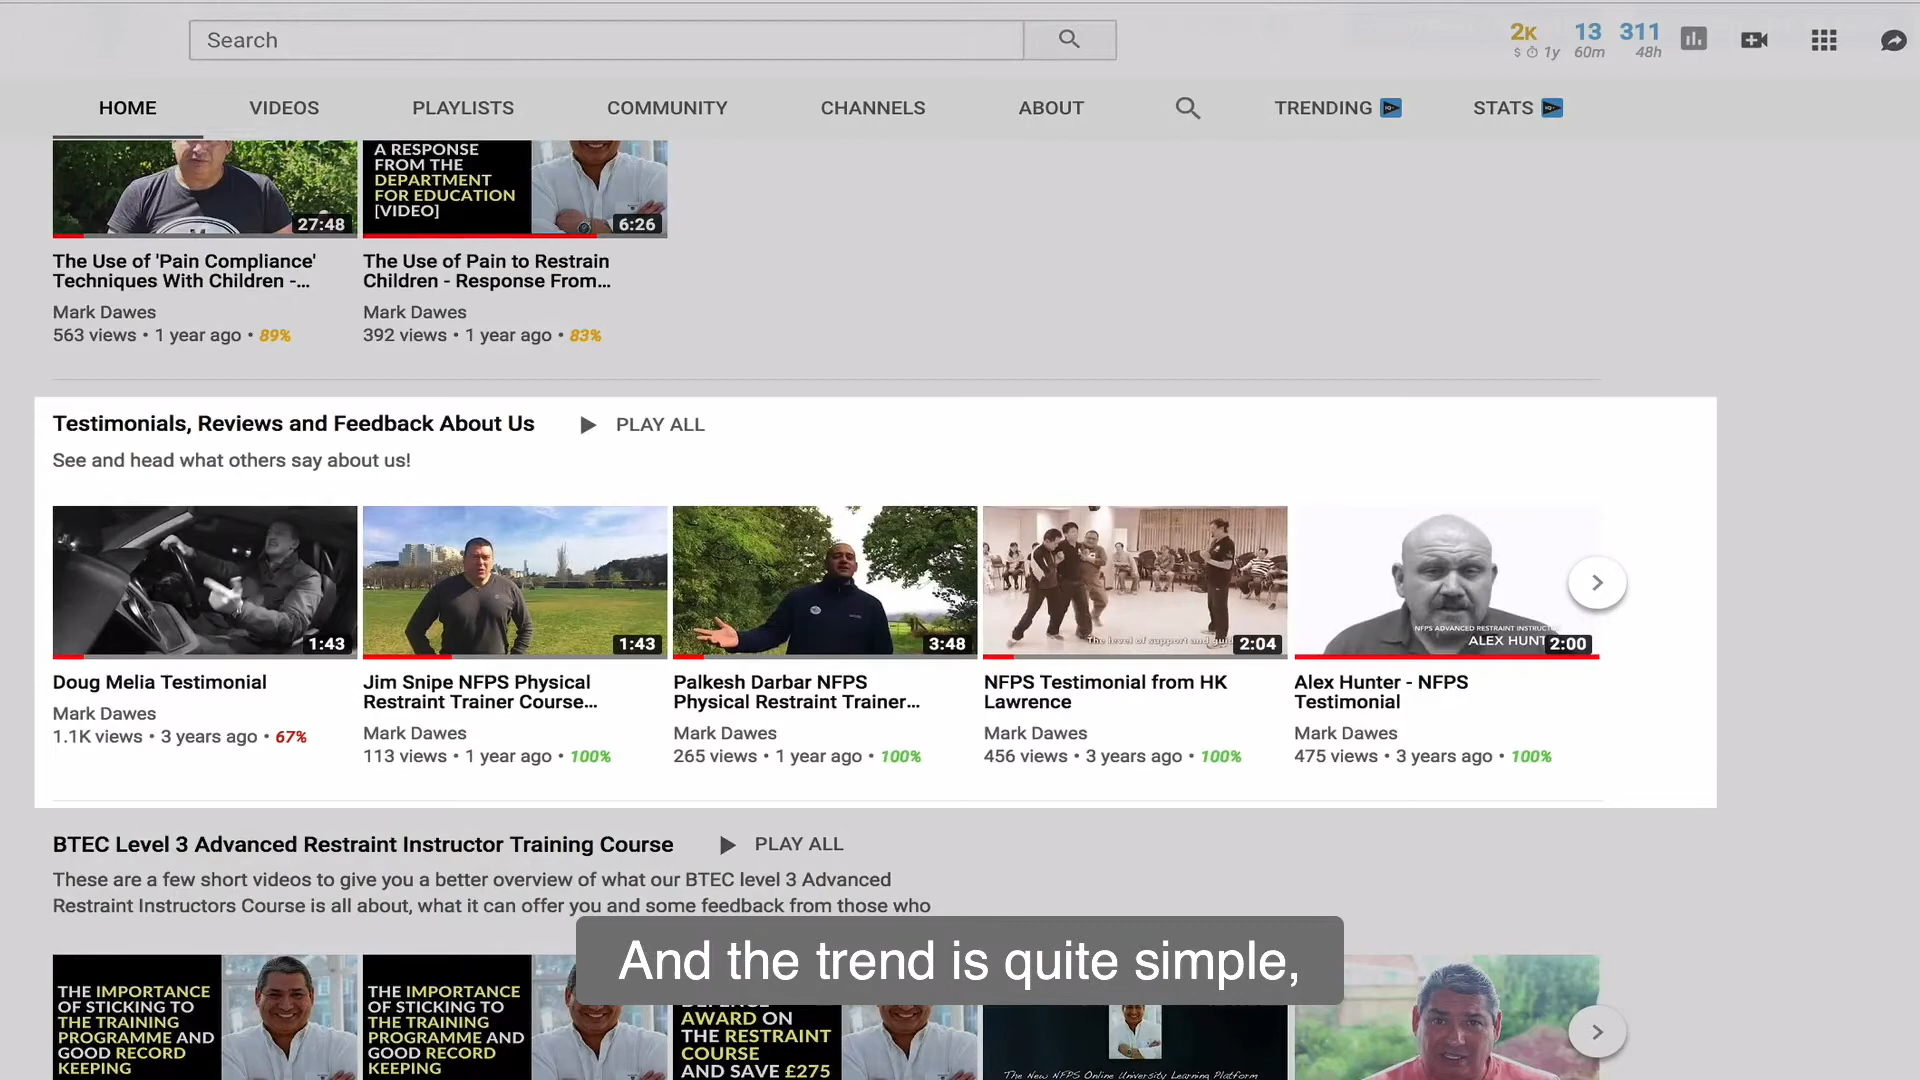 Search
2K
13
311
$ 1y
60m
48h
HOME
VIDEOS
PLAYLISTS
COMMUNITY
CHANNELS
ABOUT
TRENDING
STATS
A RESPONSE
FROM THE
DEPARTMENT
FOR EDUCATION
[VIDEO]
27:48
6:26
The Use of 'Pain Compliance'
Techniques With Children -...
Mark Dawes
563 views • 1 year ago • 89%
The Use of Pain to Restrain
Children - Response From...
Mark Dawes
392 views • 1 year ago • 83%
Testimonials, Reviews and Feedback About Us
PLAY ALL
See and head what others say about us!
1:43
1:43
3:48
The level of support and
2:04
NFPS ADVANCED RESTRAINT
ALEX HUNT
2:00
Doug Melia Testimonial
Mark Dawes
1.1K views • 3 years ago • 67%
Jim Snipe NFPS Physical
Restraint Trainer Course...
Mark Dawes
113 views • 1 year ago • 100%
Palkesh Darbar NFPS
Physical Restraint Trainer...
Mark Dawes
265 views • 1 year ago • 100%
NFPS Testimonial from HK
Lawrence
Mark Dawes
456 views • 3 years ago • 100%
Alex Hunter - NFPS
Testimonial
Mark Dawes
475 views • 3 years ago • 100%
BTEC Level 3 Advanced Restraint Instructor Training Course
PLAY ALL
These are a few short videos to give you a better overview of what our BTEC level 3 Advanced
Restraint Instructors Course is all about, what it can offer you and some feedback from those who
And the trend is quite simple,
THE IMPORTANCE
OF STICKING TO
THE TRAINING
PROGRAMME AND
GOOD RECORD
KEEPING
THE IMPORTANCE
OF STICKING TO
THE TRAINING
PROGRAMME AND
GOOD RECORD
KEEPING
AWARD ON
THE RESTRAINT
COURSE
AND SAVE £275
The New NFPS Online University Learning Platform